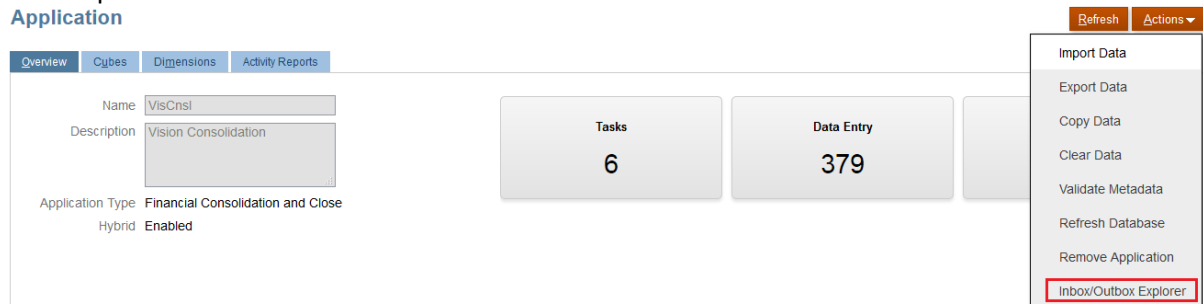 Application
Refresh Actions
Overview Cubes Dimensions Activity Reports
Import Data
Export Data
Copy Data
Clear Data
Validate Metadata
Refresh Database
Remove Application
Inbox/Outbox Explorer
Name VisCnsl
Description Vision Consolidation
Application Type Financial Consolidation and Close
Hybrid Enabled
Tasks
6
Data Entry
379